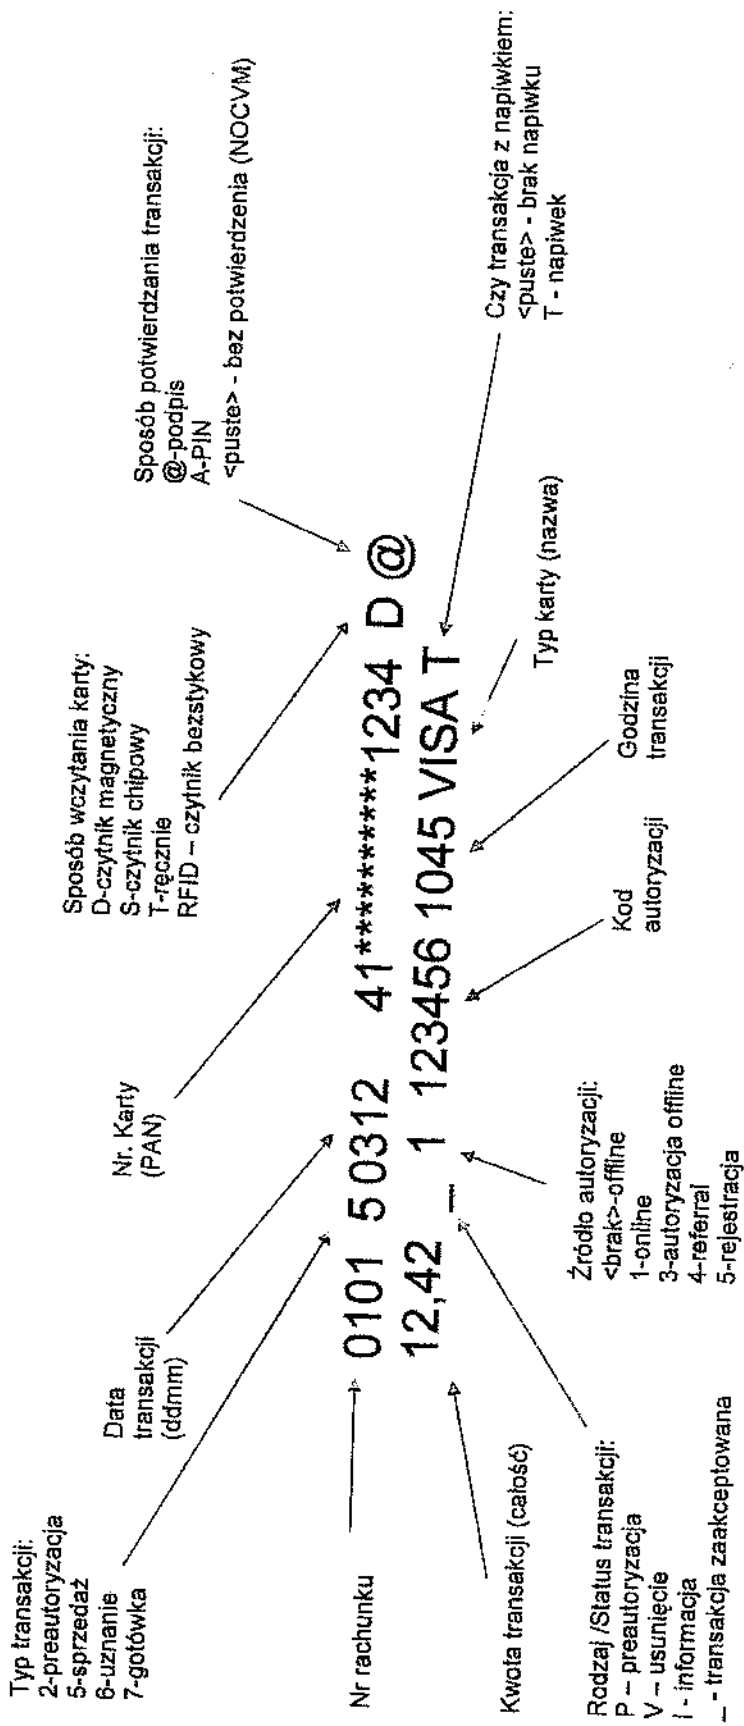 Typ transakcji:
2-preautoryzacja
5-sprzedaż
6-uznanie
7-gotówka
Data
transakcji
(ddmm)
Nr. Karty
(PAN)
Sposób wczytania karty:
D-czytnik magnetyczny
S-czytnik chipowy
T-ręcznie
RFID – czytnik bezstykowy
Sposób potwierdzania transakcji:
@-podpis
A-PIN
<puste> - bez potwierdzenia (NOCVM)
Nr rachunku
0101 5 0312 41**********1234 D @
12,42 _ 1 123456 1045 VISA T
Kwota transakcji (całość)
Rodzaj /Status transakcji:
P – preautoryzacja
V – usunięcie
I - informacja
_ - transakcja zaakceptowana
Źródło autoryzacji:
<brak>-offline
1-online
3-autoryzacja offline
4-referral
5-rejestracja
Kod
autoryzacji
Godzina
transakcji
Typ karty (nazwa)
Czy transakcja z napiwkiem:
<puste> - brak napiwku
T - napiwek